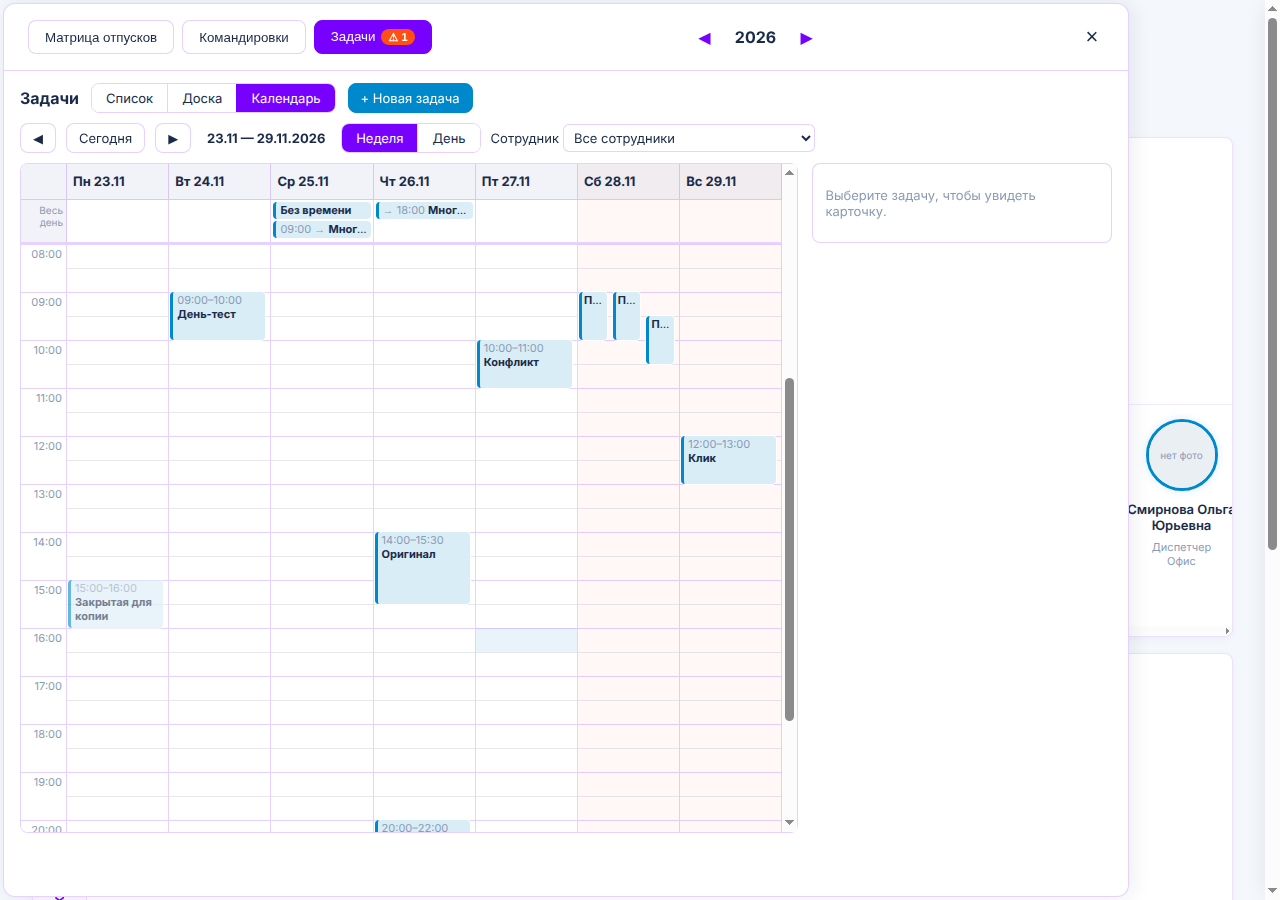 Матрица отпусков
Командировки
Задачи ⚠ 1
◀ 2026 ▶
×
Задачи
Список
Доска
Календарь
+ Новая задача
◀
Сегодня
▶
23.11 — 29.11.2026
Неделя
День
Сотрудник
Все сотрудники
Пн 23.11
Вт 24.11
Ср 25.11
Чт 26.11
Пт 27.11
Сб 28.11
Вс 29.11
Весь
день
Без времени
09:00 → Мног...
→ 18:00 Мног...
Выберите задачу, чтобы увидеть
карточку.
08:00
09:00
09:00–10:00
День-тест
П...
П...
П...
10:00
10:00–11:00
Конфликт
11:00
12:00
12:00–13:00
Клик
13:00
14:00
14:00–15:30
Оригинал
15:00
15:00–16:00
Закрытая для
копии
16:00
17:00
18:00
19:00
20:00
20:00–22:00
нет фото
Смирнова Ольга
Юрьевна
Диспетчер
Офис